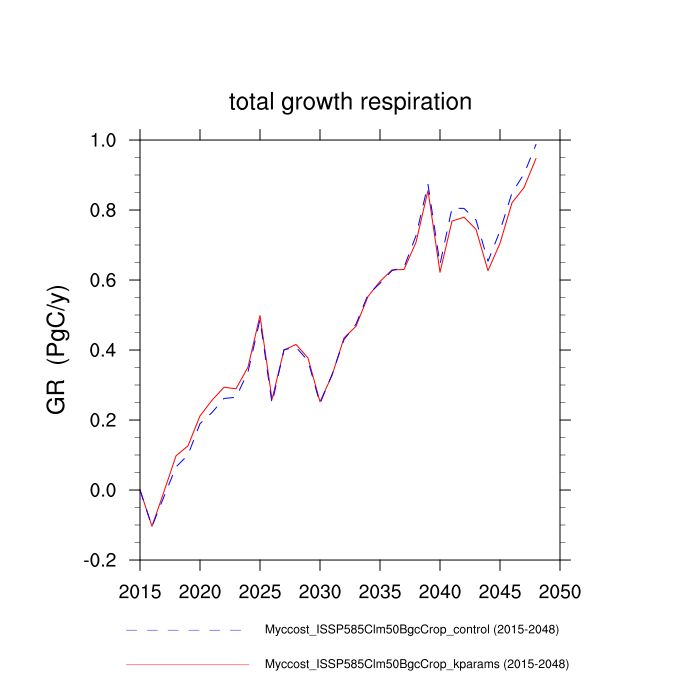 total growth respiration
GR (PgC/y)
1.0
0.8
0.6
0.4
0.2
0.0
-0.2
2015 2020 2025 2030 2035 2040 2045 2050
Myccost_ISSP585Clm50BgcCrop_control (2015-2048)
Myccost_ISSP585Clm50BgcCrop_kparams (2015-2048)